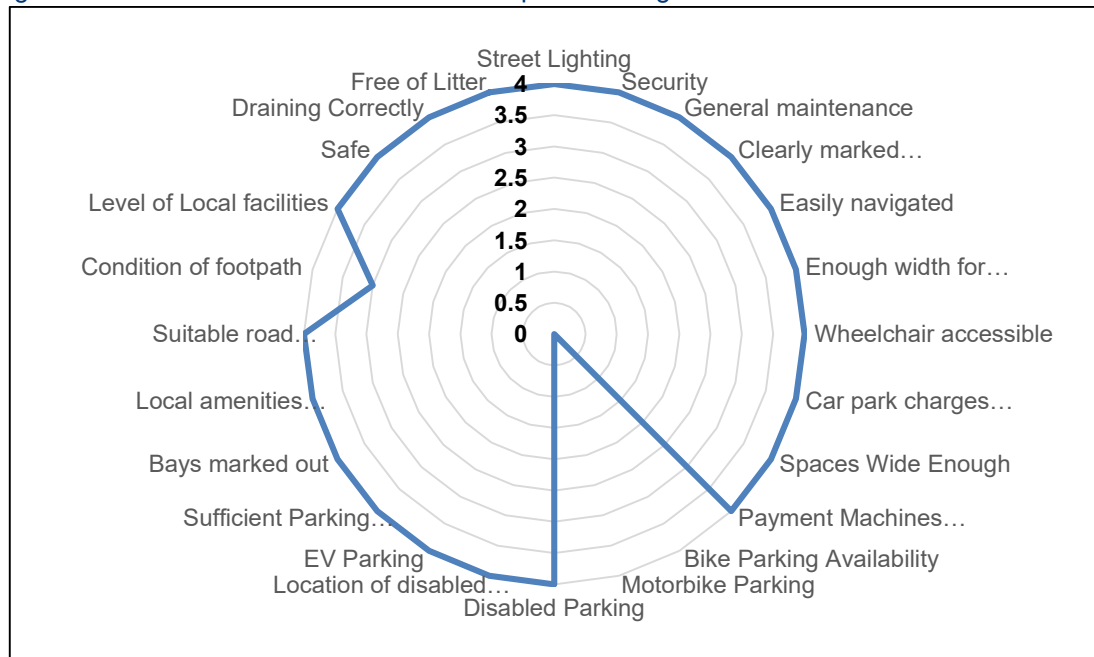 Street Lighting
Security
General maintenance
Clearly marked…
Easily navigated
Enough width for…
Wheelchair accessible
Car park charges…
Spaces Wide Enough
Payment Machines…
Bike Parking Availability
Motorbike Parking
Disabled Parking
Location of disabled…
EV Parking
Sufficient Parking…
Bays marked out
Local amenities…
Suitable road…
Condition of footpath
Level of Local facilities
Safe
Draining Correctly
Free of Litter
4
3.5
3
2.5
2
1.5
1
0.5
0